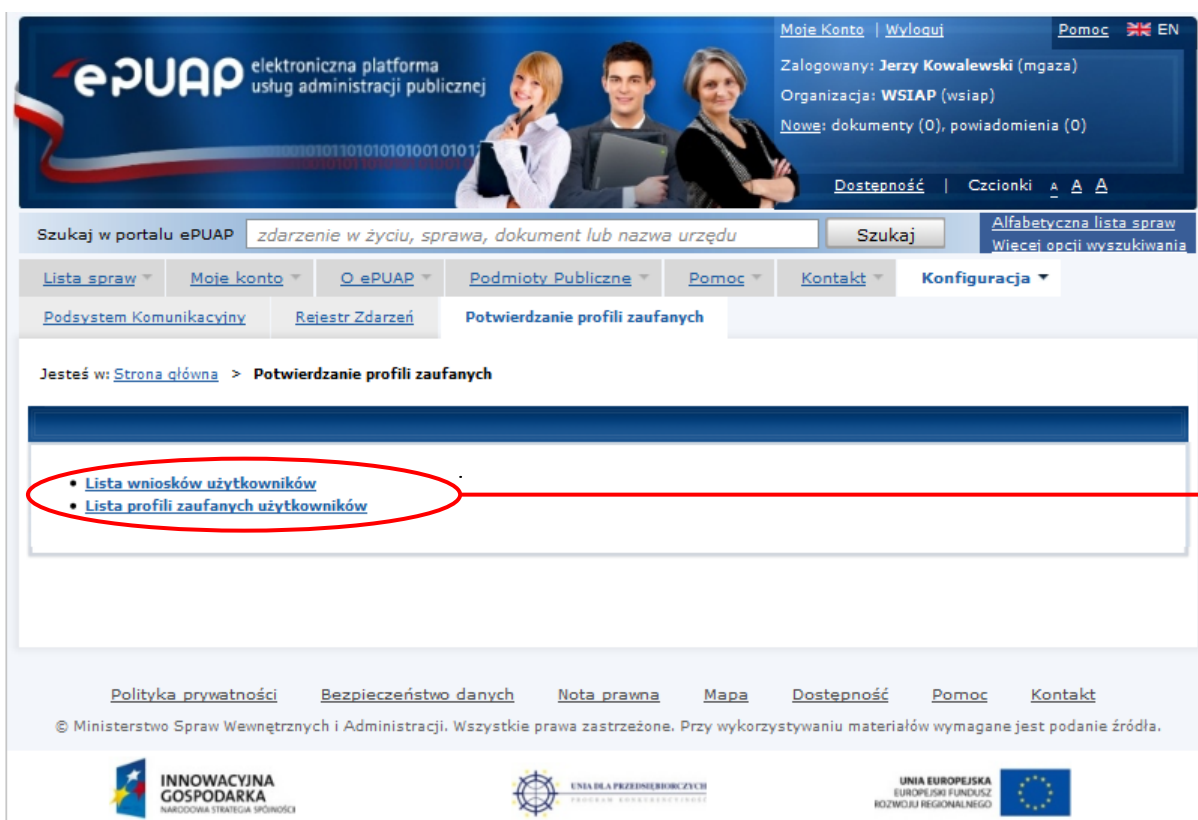 Moje Konto | Wyloguj Pomoc EN
ePUAP elektroniczna platforma
usług administracji publicznej
Zalogowany: Jerzy Kowalewski (mgaza)
Organizacja: WSIAP (wsiap)
Nowe: dokumenty (0), powiadomienia (0)
Dostępność | Czcionki A A A
Szukaj w portalu ePUAP zdarzenie w życiu, sprawa, dokument lub nazwa urzędu Szukaj
Alfabetyczna lista spraw
Więcej opcji wyszukiwania
Lista spraw Moje konto O ePUAP Podmioty Publiczne Pomoc Kontakt Konfiguracja
Podsystem Komunikacyjny Rejestr Zdarzeń Potwierdzanie profili zaufanych
Jesteś w: Strona główna > Potwierdzanie profili zaufanych
• Lista wniosków użytkowników
• Lista profili zaufanych użytkowników
Polityka prywatności Bezpieczeństwo danych Nota prawna Mapa Dostępność Pomoc Kontakt
© Ministerstwo Spraw Wewnętrznych i Administracji. Wszystkie prawa zastrzeżone. Przy wykorzystywaniu materiałów wymagane jest podanie źródła.
INNOWACYJNA
GOSPODARKA
NARODOWA STRATEGIA SPÓJNOŚCI
UNIA DLA PRZEDSIĘBIORCZYCH
PROGRAM KONKURENCYJNOŚĆ
UNIA EUROPEJSKA
EUROPEJSKI FUNDUSZ
ROZWOJU REGIONALNEGO